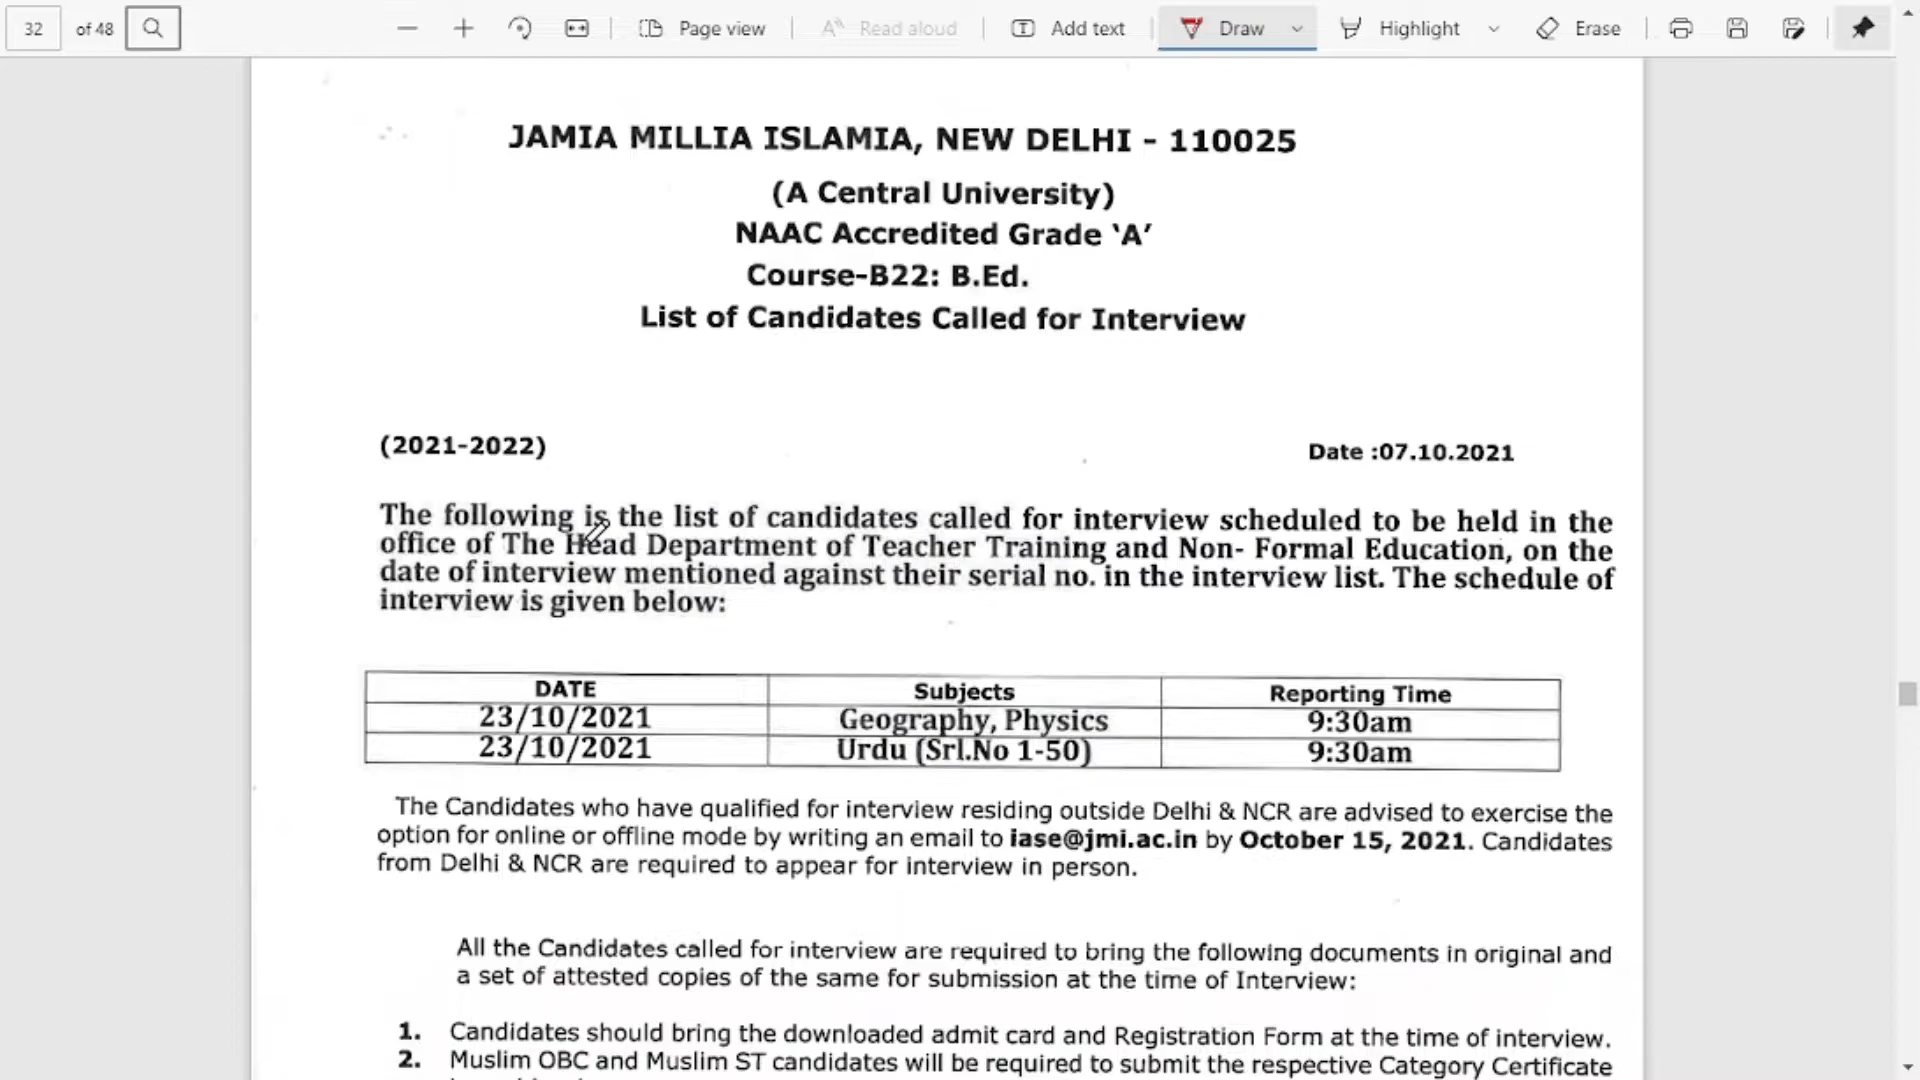 32 of 48 Page view Read aloud Add text Draw Highlight Erase
JAMIA MILLIA ISLAMIA, NEW DELHI - 110025
(A Central University)
NAAC Accredited Grade ‘A’
Course-B22: B.Ed.
List of Candidates Called for Interview
(2021-2022) Date :07.10.2021
The following is the list of candidates called for interview scheduled to be held in the
office of The Head Department of Teacher Training and Non- Formal Education, on the
date of interview mentioned against their serial no. in the interview list. The schedule of
interview is given below:
DATE Subjects Reporting Time
23/10/2021 Geography, Physics 9:30am
23/10/2021 Urdu (Srl.No 1-50) 9:30am
The Candidates who have qualified for interview residing outside Delhi & NCR are advised to exercise the
option for online or offline mode by writing an email to iase@jmi.ac.in by October 15, 2021. Candidates
from Delhi & NCR are required to appear for interview in person.
All the Candidates called for interview are required to bring the following documents in original and
a set of attested copies of the same for submission at the time of Interview:
1. Candidates should bring the downloaded admit card and Registration Form at the time of interview.
2. Muslim OBC and Muslim ST candidates will be required to submit the respective Category Certificate